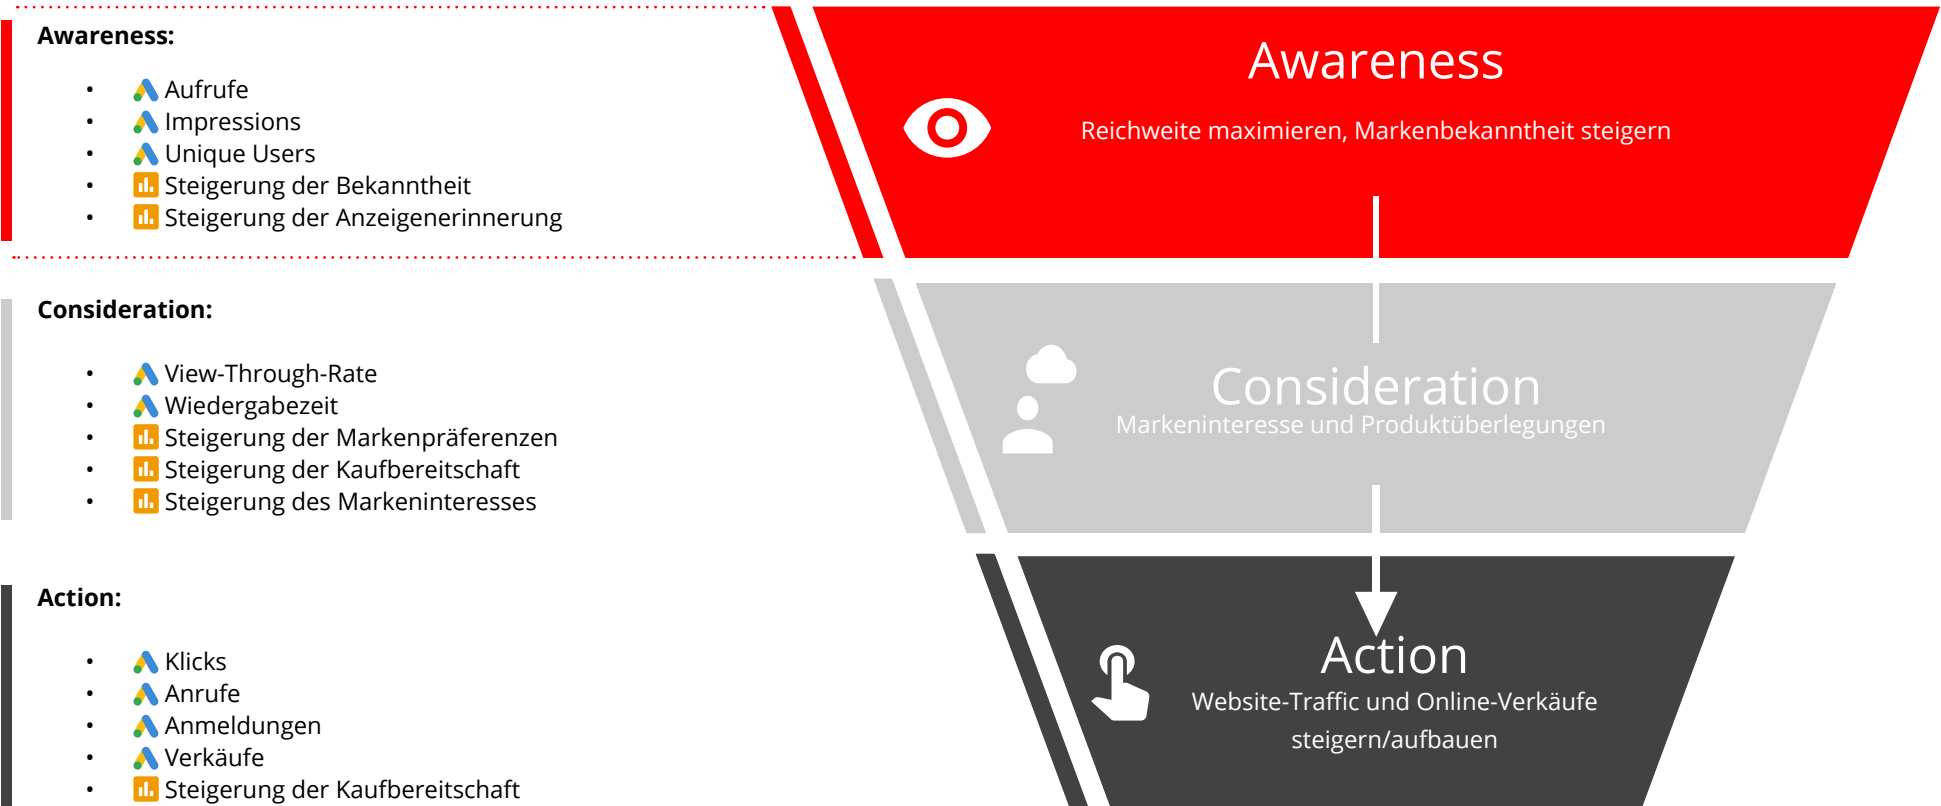 Awareness:
• Aufrufe
• Impressions
• Unique Users
• Steigerung der Bekanntheit
• Steigerung der Anzeigenerinnerung
Consideration:
• View-Through-Rate
• Wiedergabezeit
• Steigerung der Markenpräferenzen
• Steigerung der Kaufbereitschaft
• Steigerung des Markeninteresses
Action:
• Klicks
• Anrufe
• Anmeldungen
• Verkäufe
• Steigerung der Kaufbereitschaft
Awareness
Reichweite maximieren, Markenbekanntheit steigern
Consideration
Markeninteresse und Produktüberlegungen
Action
Website-Traffic und Online-Verkäufe
steigern/aufbauen